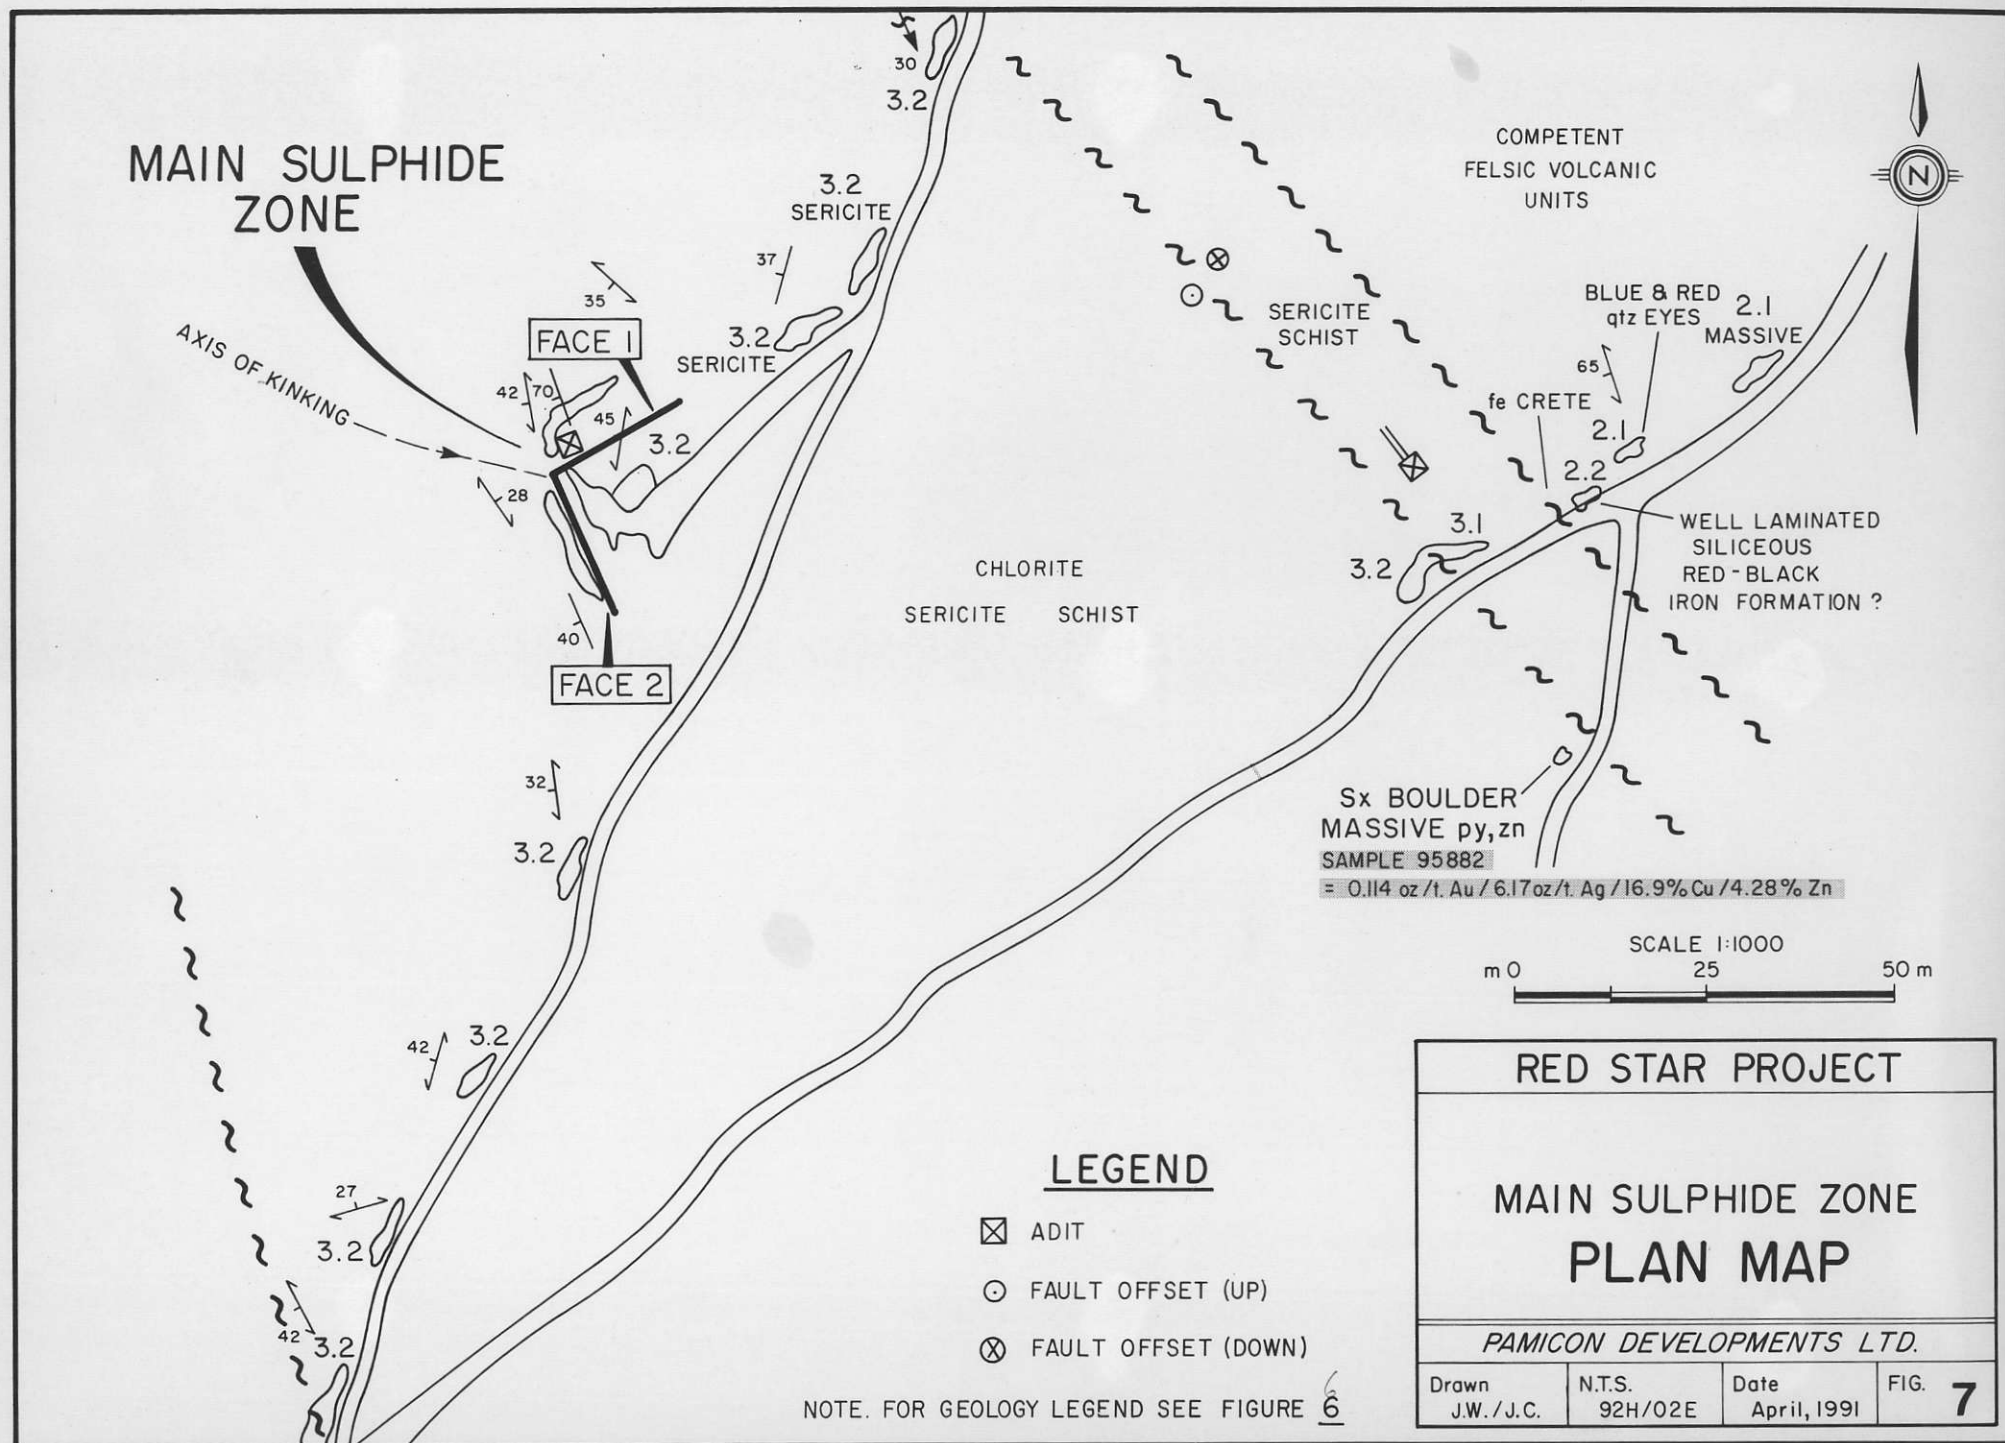 30
3.2
MAIN SULPHIDE
ZONE
COMPETENT
FELSIC VOLCANIC
UNITS
N
3.2
SERICITE
37
35
AXIS OF KINKING
FACE 1
3.2
SERICITE
42
70
45
3.2
28
40
FACE 2
SERICITE
SCHIST
BLUE & RED
qtz EYES
2.1
MASSIVE
65
fe CRETE
2.1
2.2
3.1
3.2
WELL LAMINATED
SILICEOUS
RED-BLACK
IRON FORMATION ?
CHLORITE
SERICITE SCHIST
32
3.2
Sx BOULDER
MASSIVE py,zn
SAMPLE 95882
= 0.114 oz/t. Au / 6.17oz/t. Ag / 16.9% Cu / 4.28% Zn
SCALE 1:1000
m 0 25 50 m
42
3.2
27
3.2
42
3.2
LEGEND
ADIT
FAULT OFFSET (UP)
FAULT OFFSET (DOWN)
NOTE. FOR GEOLOGY LEGEND SEE FIGURE 6
6
RED STAR PROJECT
MAIN SULPHIDE ZONE
PLAN MAP
PAMICON DEVELOPMENTS LTD.
Drawn
J.W./J.C.
N.T.S.
92H/02E
Date
April, 1991
FIG. 7